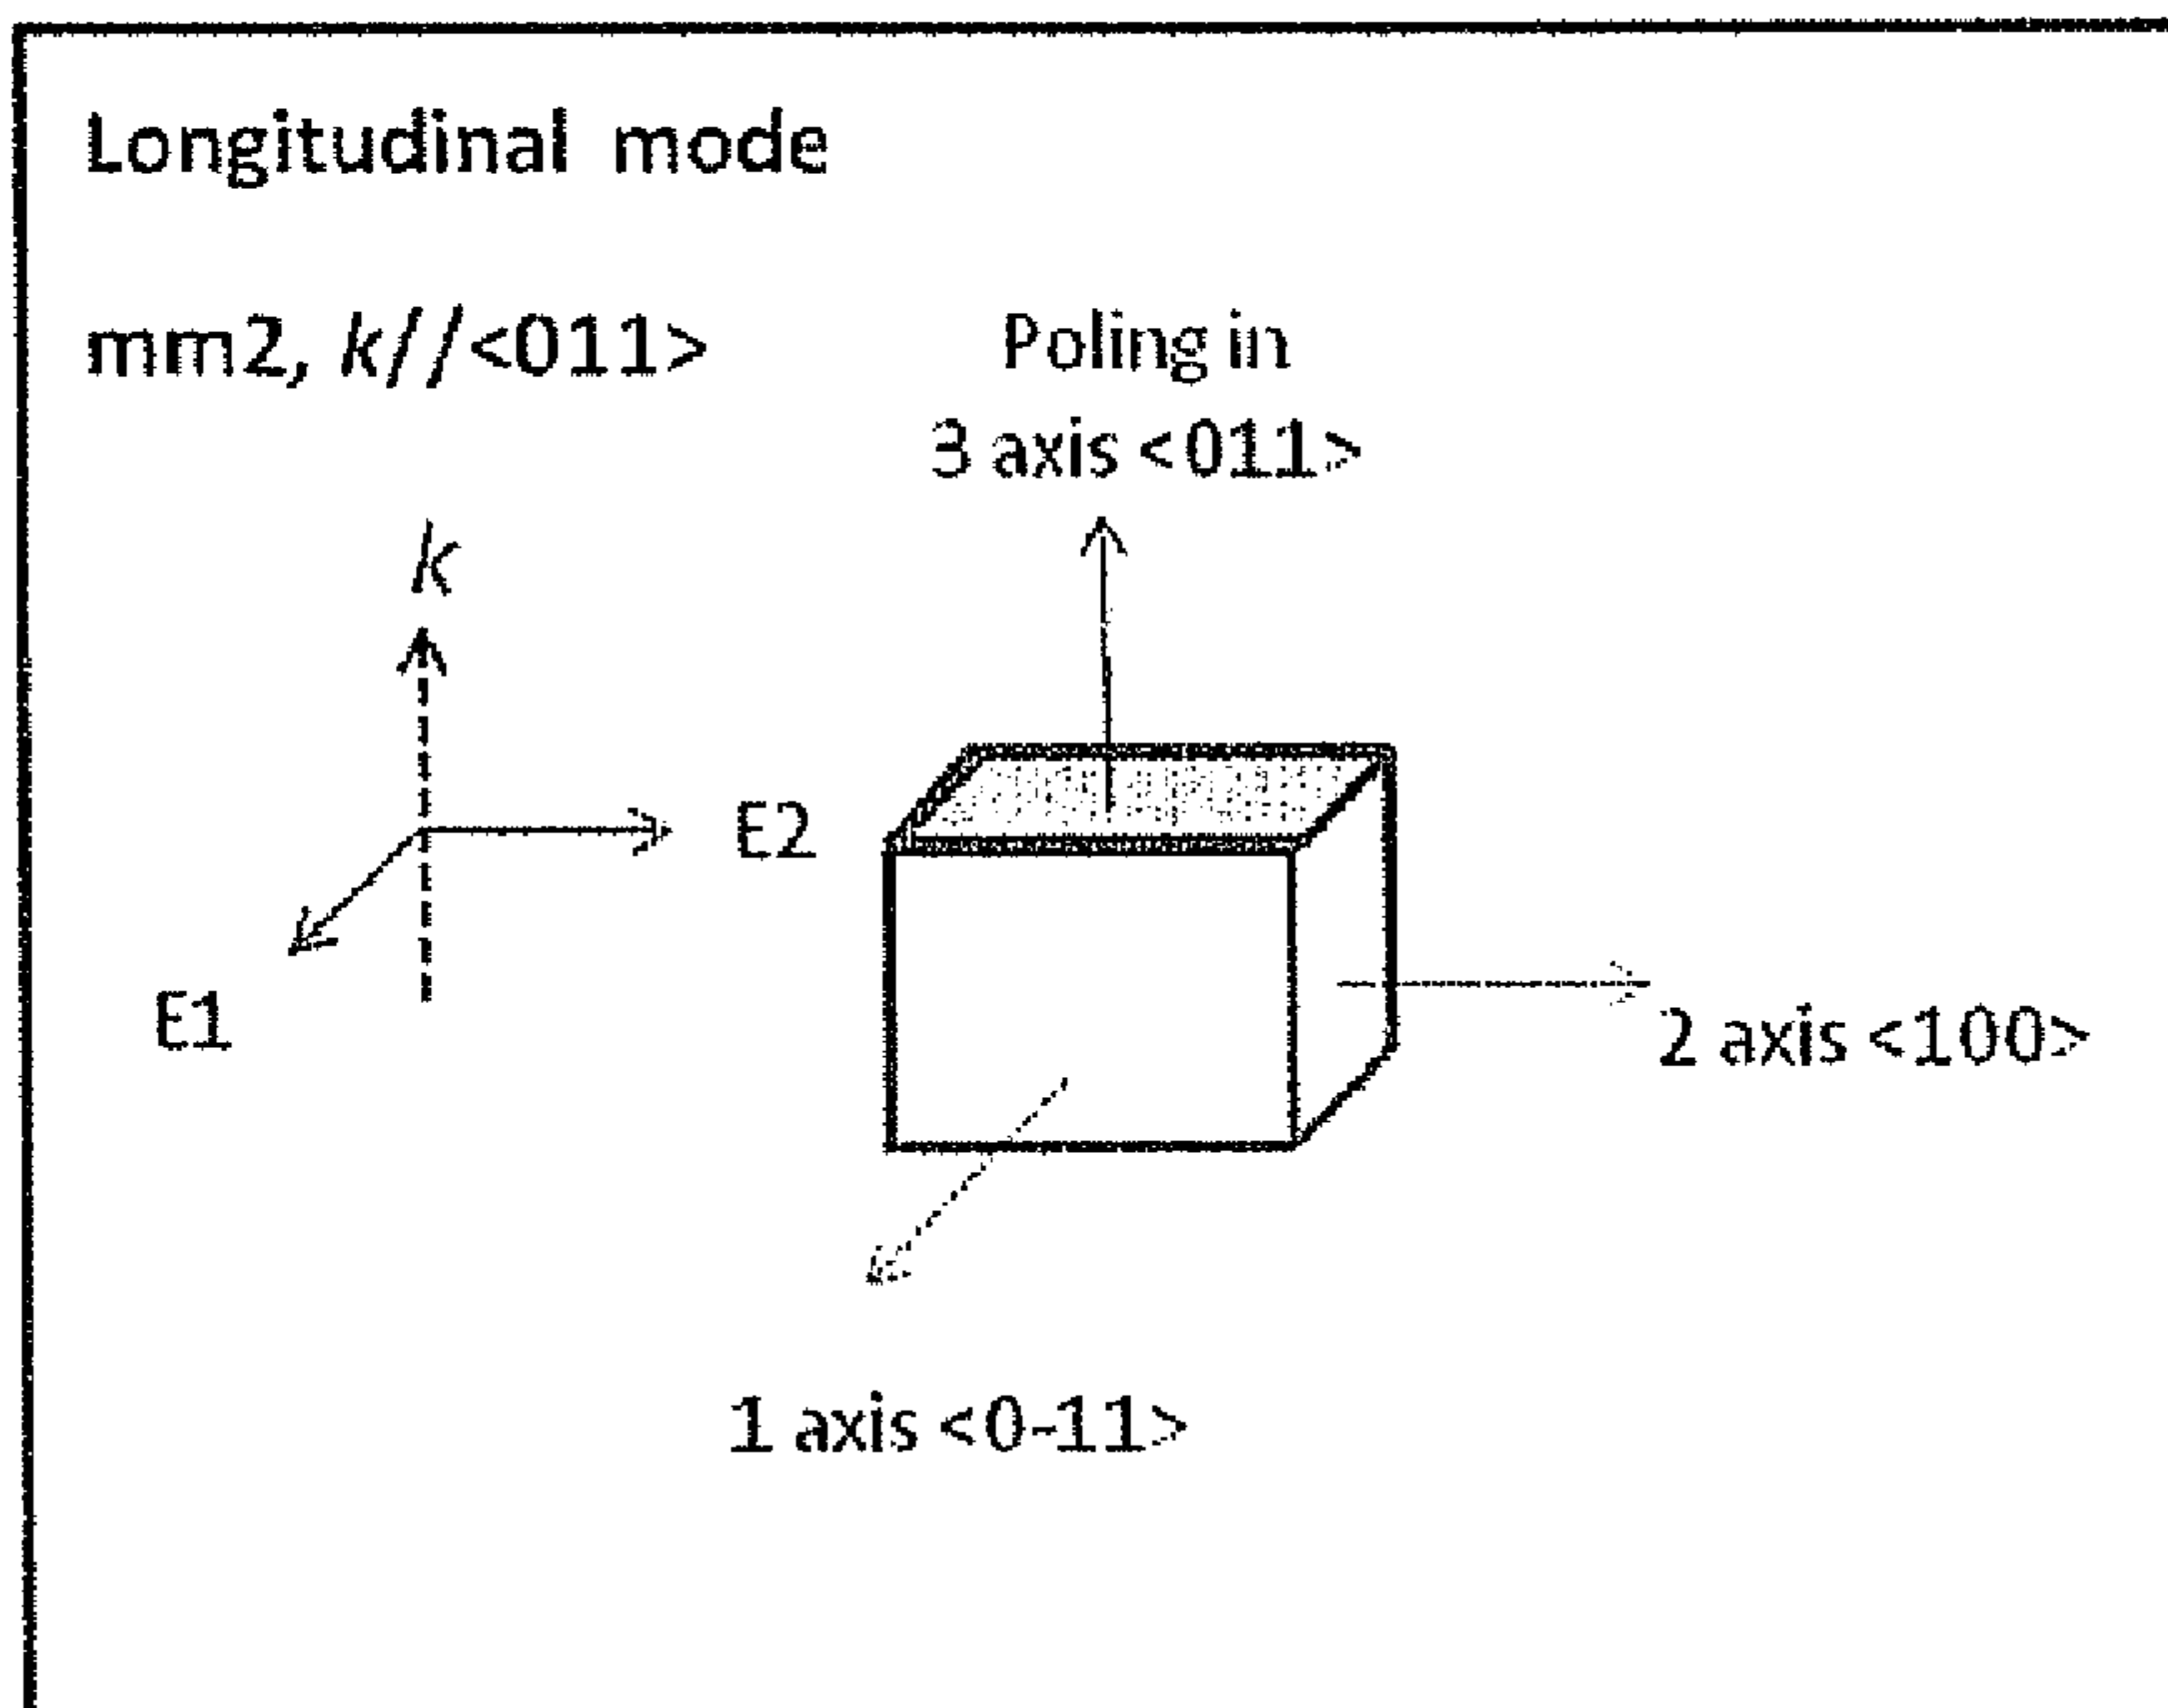 Longitudinal mode
mm2, k//<011>
Poling in
3 axis <011>
k
E2
E1
2 axis <100>
1 axis <0-11>